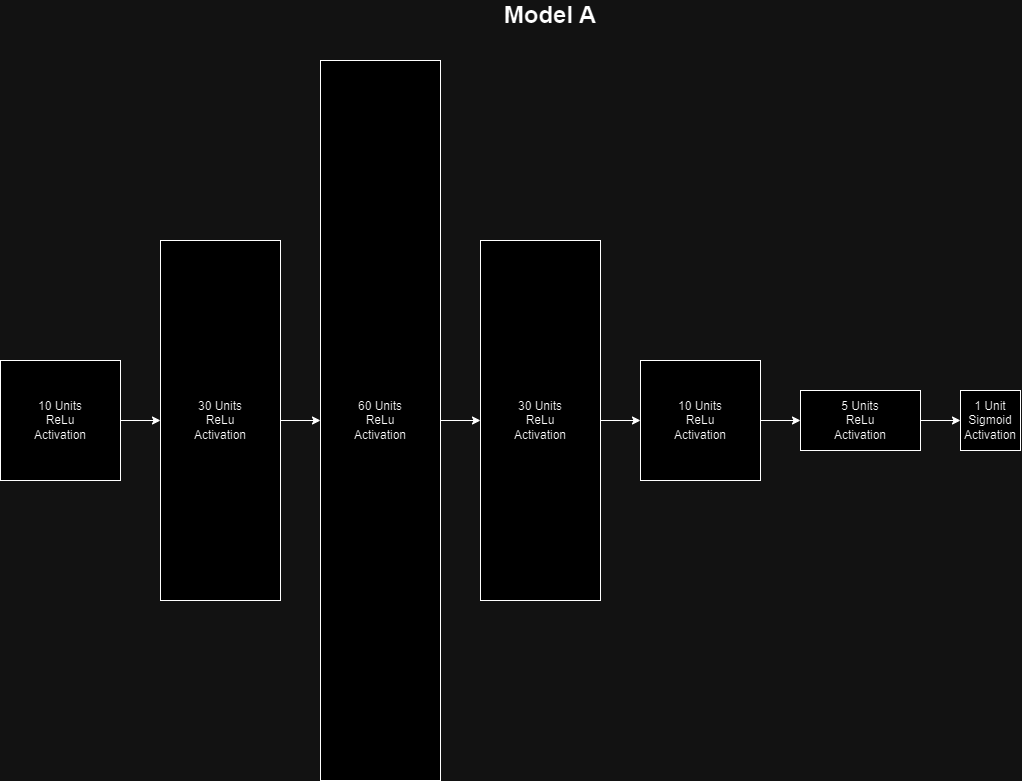 Model A
10 Units
ReLu
Activation
30 Units
ReLu
Activation
60 Units
ReLu
Activation
30 Units
ReLu
Activation
10 Units
ReLu
Activation
5 Units
ReLu
Activation
1 Unit
Sigmoid
Activation